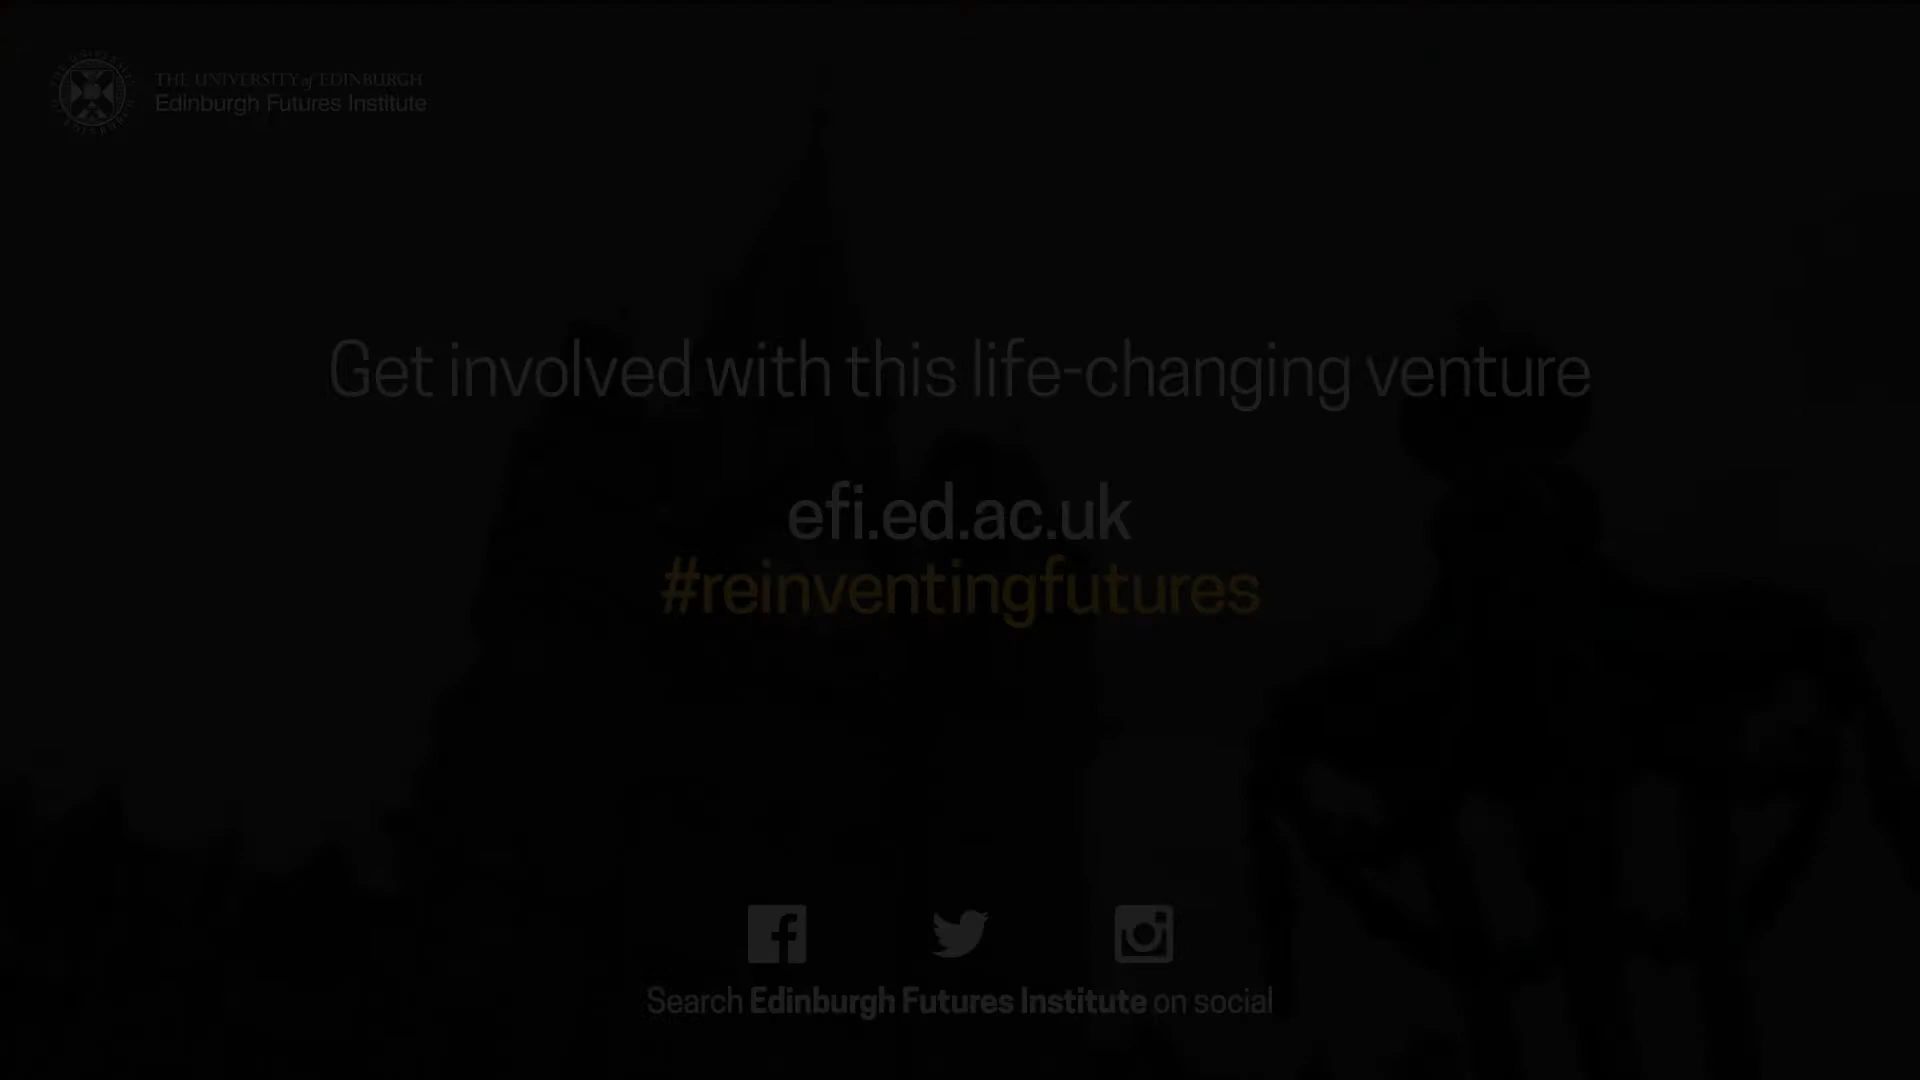 THE UNIVERSITY of EDINBURGH
Edinburgh Futures Institute
Get involved with this life-changing venture
efi.ed.ac.uk
#reinventingfutures
Search Edinburgh Futures Institute on social